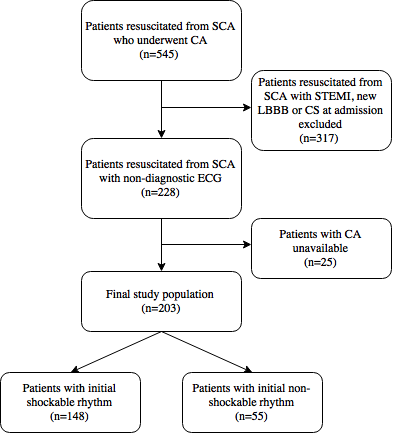 Patients resuscitated from SCA
who underwent CA
(n=545)
Patients resuscitated from
SCA with STEMI, new
LBBB or CS at admission
excluded
(n=317)
Patients resuscitated from SCA
with non-diagnostic ECG
(n=228)
Patients with CA
unavailable
(n=25)
Final study population
(n=203)
Patients with initial
shockable rhythm
(n=148)
Patients with initial non-
shockable rhythm
(n=55)